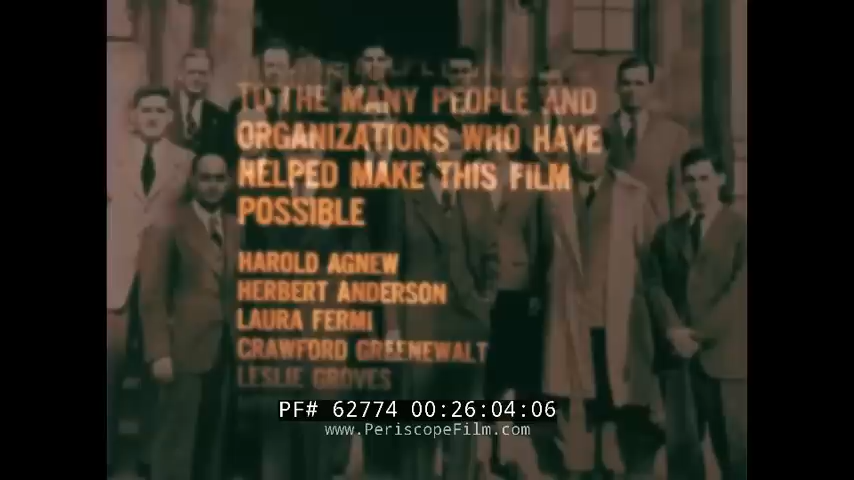 TO THE MANY PEOPLE AND
ORGANIZATIONS WHO HAVE
HELPED MAKE THIS FILM
POSSIBLE
HAROLD AGNEW
HERBERT ANDERSON
LAURA FERMI
CRAWFORD GREENEWALT
LESLIE GROVES
PF# 62774 00:26:04:06
www.PeriscopeFilm.com